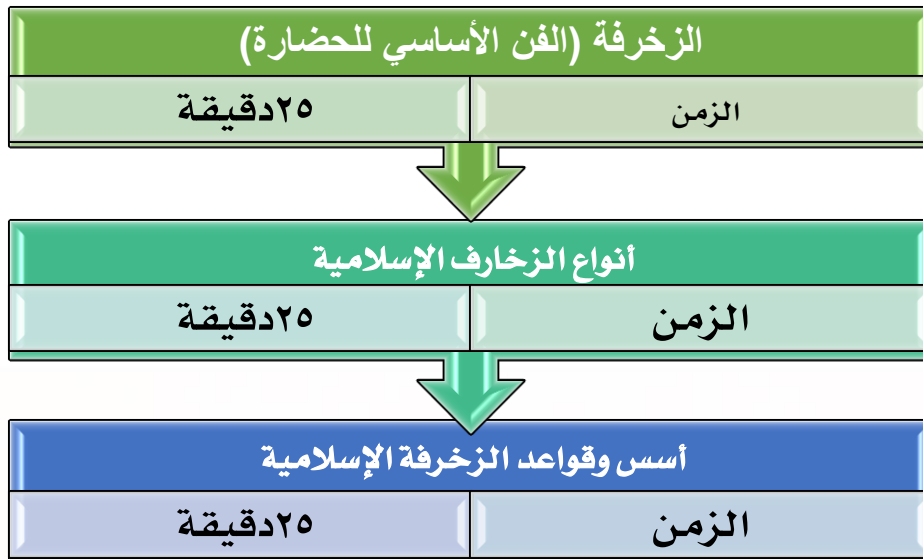 الزخرفة (الفن الأساسي للحضارة)
الزمن ٢٥دقيقة
أنواع الزخارف الإسلامية
الزمن ٢٥دقيقة
أسس وقواعد الزخرفة الإسلامية
الزمن ٢٥دقيقة